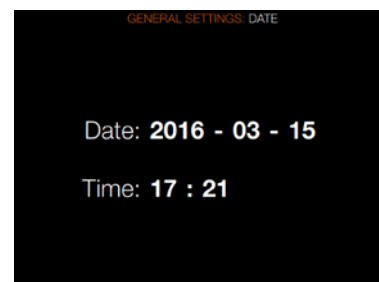 GENERAL SETTINGS: DATE
Date: 2016 - 03 - 15
Time: 17 : 21